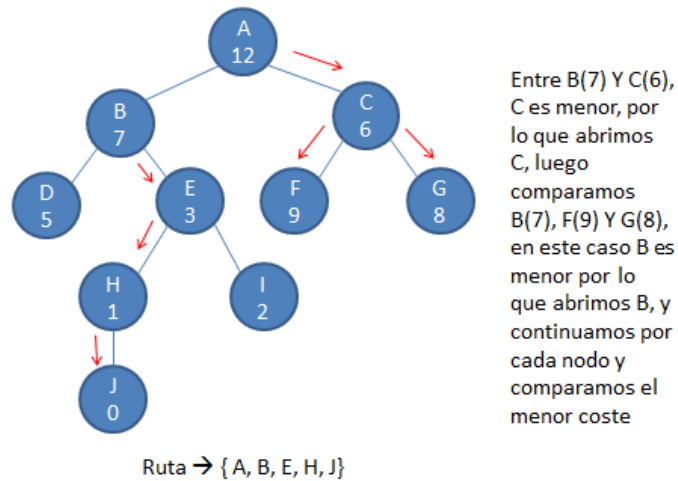 A
12
B
7
C
6
D
5
E
3
F
9
G
8
H
1
I
2
J
0
Entre B(7) Y C(6),
C es menor, por
lo que abrimos
C, luego
comparamos
B(7), F(9) Y G(8),
en este caso B es
menor por lo
que abrimos B, y
continuamos por
cada nodo y
comparamos el
menor coste
Ruta → { A, B, E, H, J}